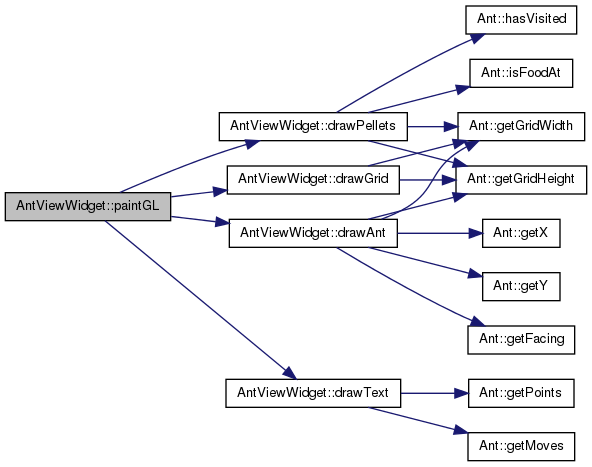 AntViewWidget::paintGL
AntViewWidget::drawPellets
AntViewWidget::drawGrid
AntViewWidget::drawAnt
AntViewWidget::drawText
Ant::hasVisited
Ant::isFoodAt
Ant::getGridWidth
Ant::getGridHeight
Ant::getX
Ant::getY
Ant::getFacing
Ant::getPoints
Ant::getMoves